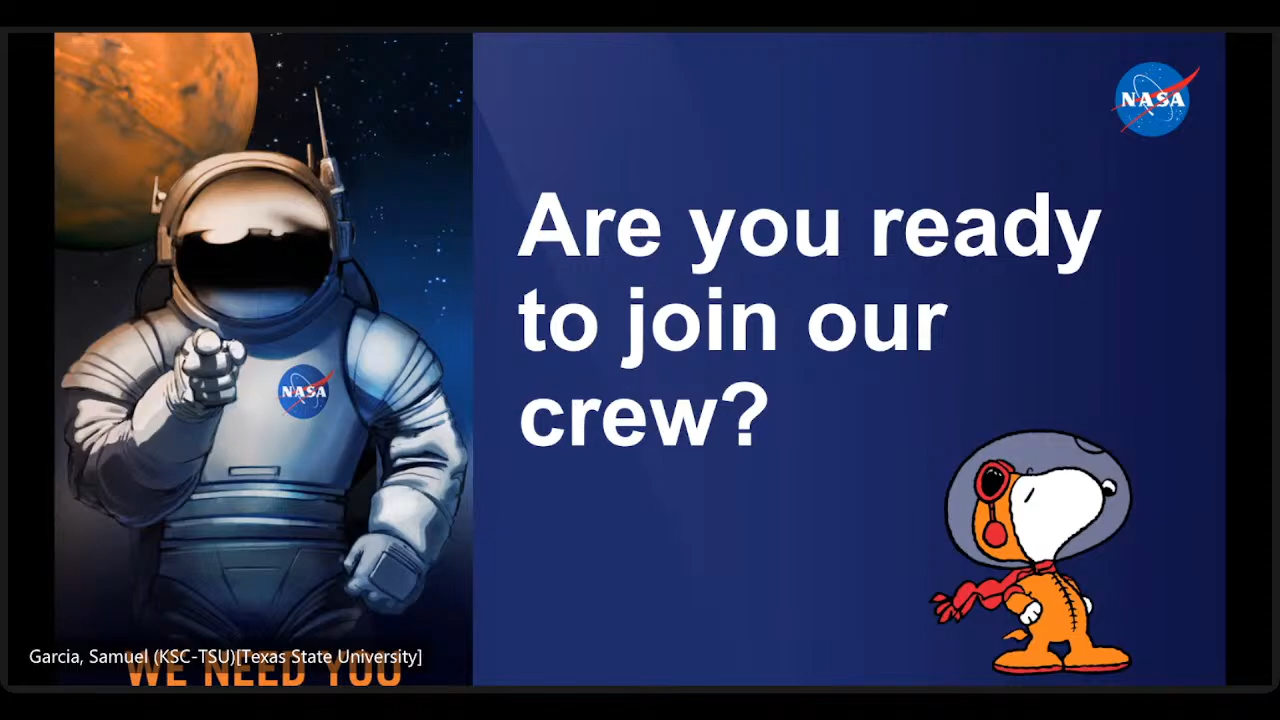 NASA
Are you ready
to join our
crew?
NASA
Garcia, Samuel (KSC-TSU)[Texas State University]
WE NEED YOU